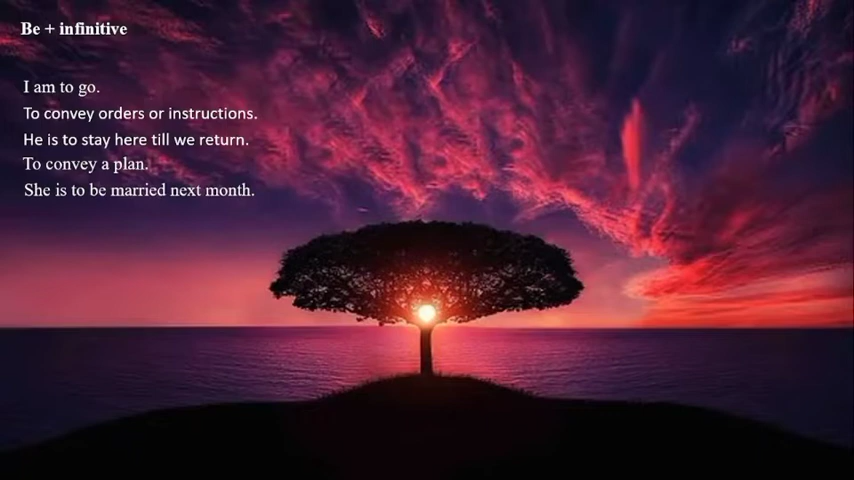 Be + infinitive
I am to go.
To convey orders or instructions.
He is to stay here till we return.
To convey a plan.
She is to be married next month.